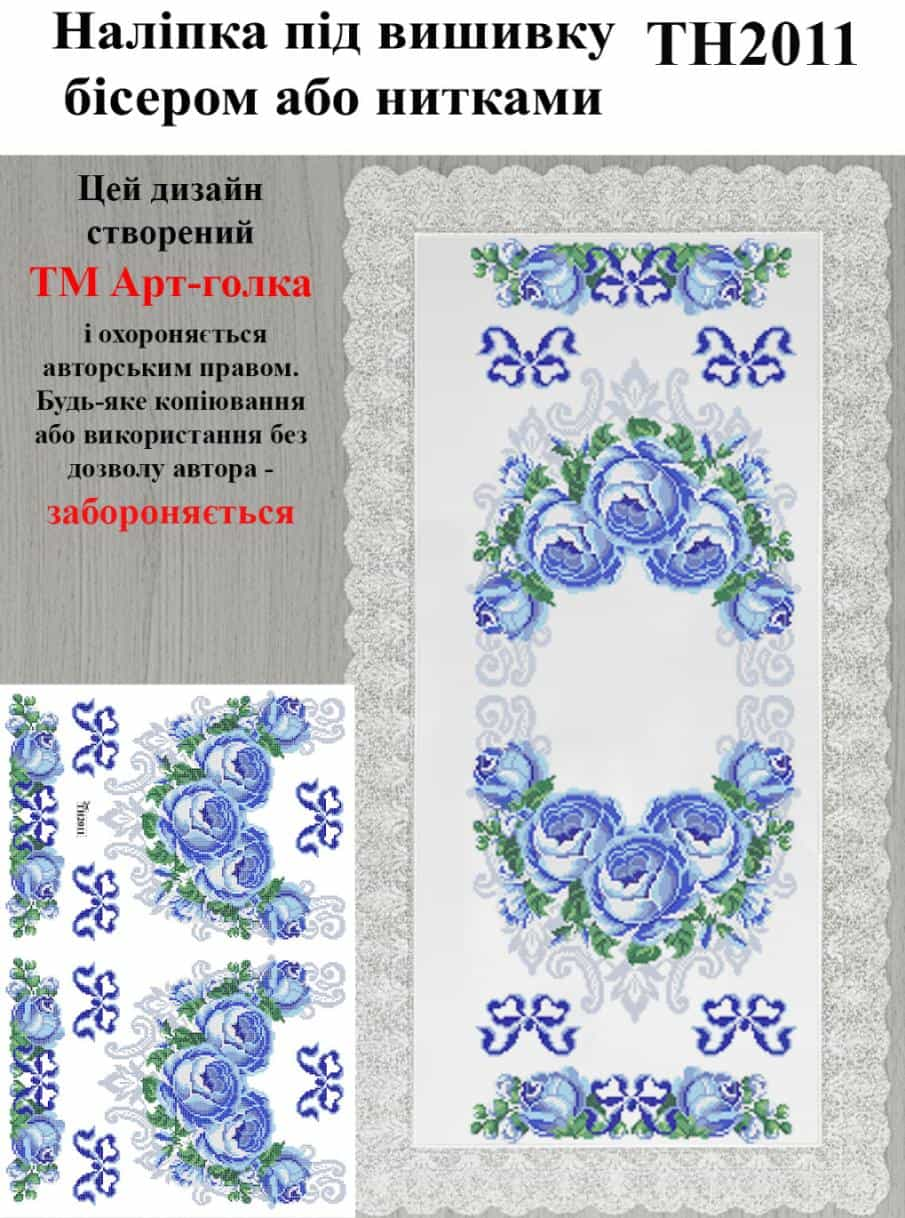 Наліпка під вишивку ТН2011
бісером або нитками
Цей дизайн
створений
ТМ Арт-голка
і охороняється
авторським правом.
Будь-яке копіювання
або використання без
дозволу автора -
забороняється
ТН2011